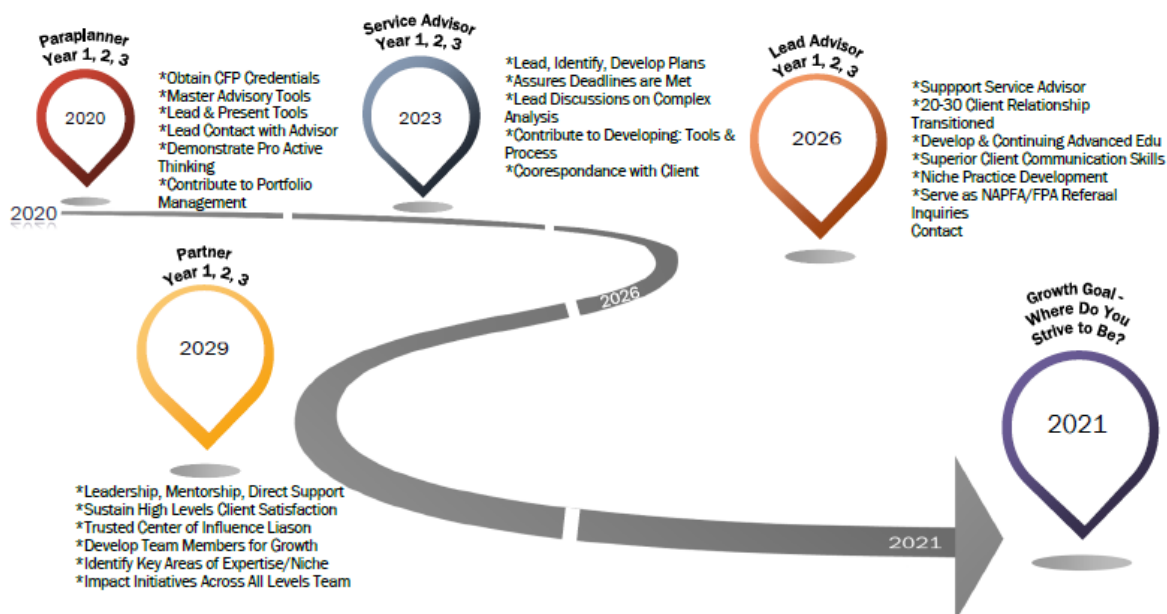 Paraplanner
Year 1, 2, 3
2020
*Obtain CFP Credentials
*Master Advisory Tools
*Lead & Present Tools
*Lead Contact with Advisor
*Demonstrate Pro Active
Thinking
*Contribute to Portfolio
Management
Service Advisor
Year 1, 2, 3
2023
*Lead, Identify, Develop Plans
*Assures Deadlines are Met
*Lead Discussions on Complex
Analysis
*Contribute to Developing: Tools &
Process
*Coorespondance with Client
Lead Advisor
Year 1, 2, 3
2026
*Suppport Service Advisor
*20-30 Client Relationship
Transitioned
*Develop & Continuing Advanced Edu
*Superior Client Communication Skills
*Niche Practice Development
*Serve as NAPFA/FPA Referaal
Inquiries
Contact
2020
2026
Partner
Year 1, 2, 3
2029
*Leadership, Mentorship, Direct Support
*Sustain High Levels Client Satisfaction
*Trusted Center of Influence Liason
*Develop Team Members for Growth
*Identify Key Areas of Expertise/Niche
*Impact Initiatives Across All Levels Team
Growth Goal -
Where Do You
Strive to Be?
2021
2021